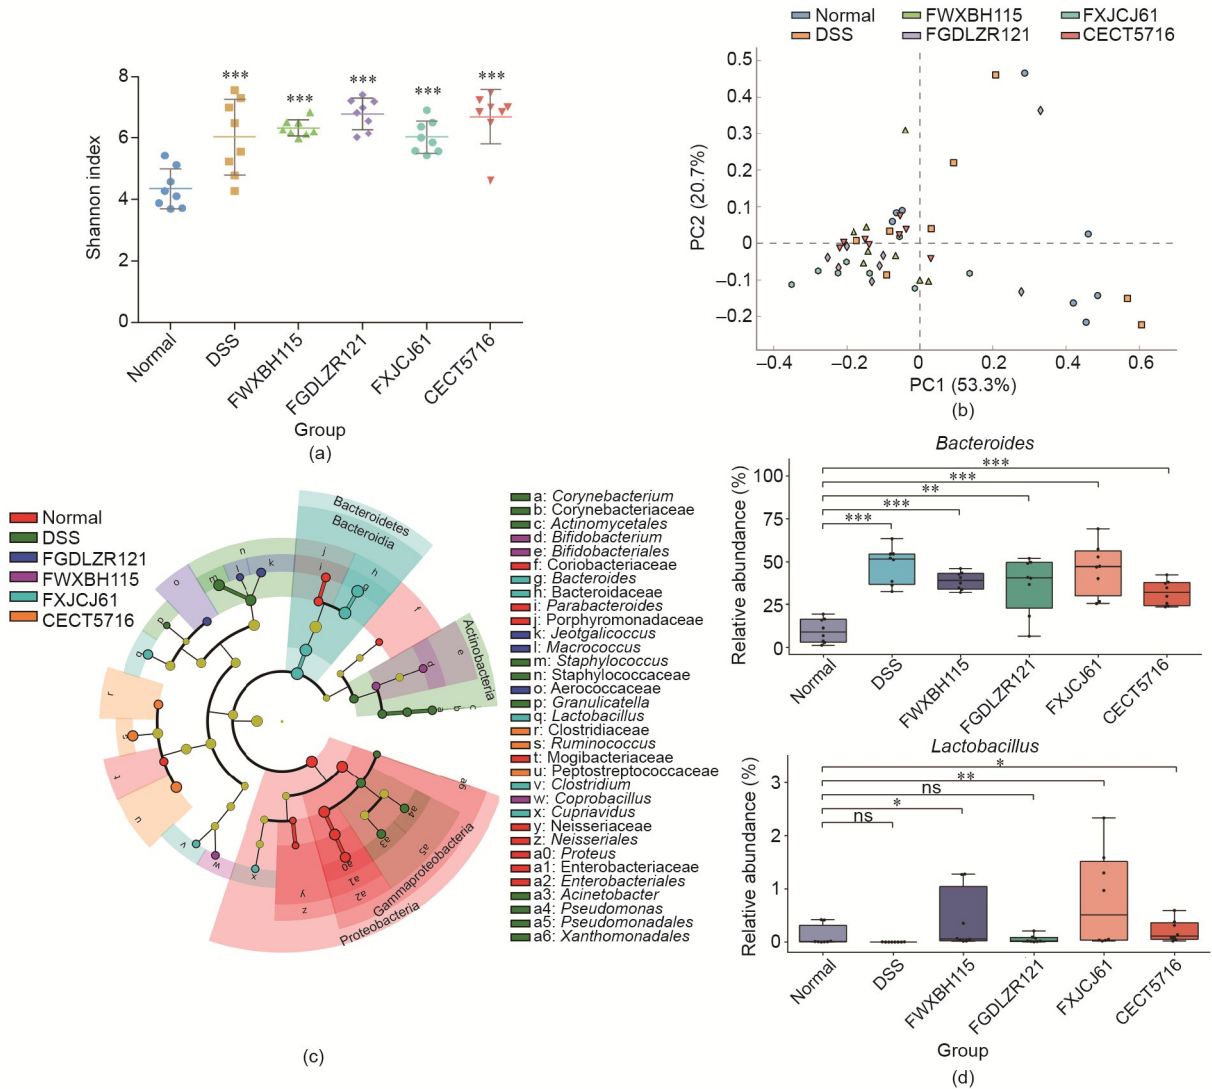 8
6
4
2
0
Shannon index
***
***
***
***
***
Normal
DSS
FWXBH115
FGDLZR121
FXJCJ61
CECT5716
Group
(a)
Normal
FWXBH115
FXJCJ61
DSS
FGDLZR121
CECT5716
0.5
0.4
0.3
0.2
0.1
0
−0.1
−0.2
PC2 (20.7%)
−0.4
−0.2
0
0.2
0.4
0.6
PC1 (53.3%)
(b)
Normal
DSS
FGDLZR121
FWXBH115
FXJCJ61
CECT5716
Bacteroidetes
Bacteroidia
Actinobacteria
Gammaproteobacteria
Proteobacteria
n
m
l
k
j
i
h
g
f
e
d
c
b
a
o
p
q
r
s
t
u
v
w
x
y
z
a0
a1
a2
a3
a4
a5
a6
a: Corynebacterium
b: Corynebacteriaceae
c: Actinomycetales
d: Bifidobacterium
e: Bifidobacteriales
f: Coriobacteriaceae
g: Bacteroides
h: Bacteroidaceae
i: Parabacteroides
j: Porphyromonadaceae
k: Jeotgalicoccus
l: Macrococcus
m: Staphylococcus
n: Staphylococcaceae
o: Aerococcaceae
p: Granulicatella
q: Lactobacillus
r: Clostridiaceae
s: Ruminococcus
t: Mogibacteriaceae
u: Peptostreptococcaceae
v: Clostridium
w: Coprobacillus
x: Cupriavidus
y: Neisseriaceae
z: Neisseriales
a0: Proteus
a1: Enterobacteriaceae
a2: Enterobacteriales
a3: Acinetobacter
a4: Pseudomonas
a5: Pseudomonadales
a6: Xanthomonadales
(c)
Bacteroides
100
75
50
25
0
Relative abundance (%)
***
***
**
***
***
Normal
DSS
FWXBH115
FGDLZR121
FXJCJ61
CECT5716
Lactobacillus
3
2
1
0
Relative abundance (%)
*
**
ns
*
ns
Normal
DSS
FWXBH115
FGDLZR121
FXJCJ61
CECT5716
Group
(d)